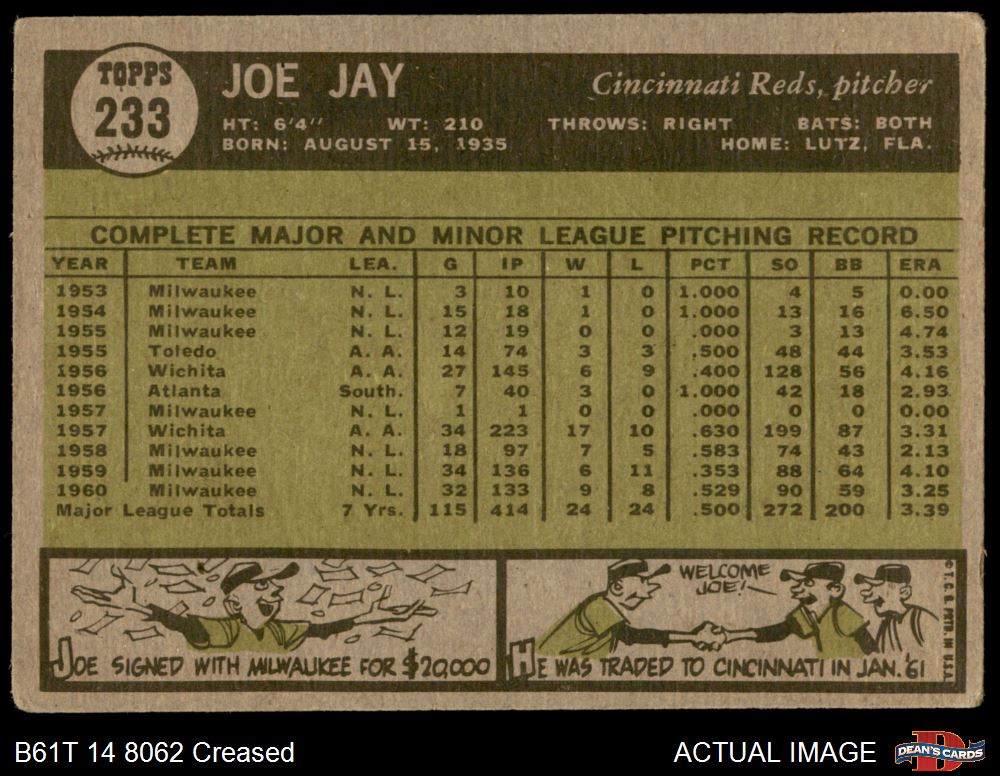 TOPPS
233
JOE JAY
Cincinnati Reds, pitcher
HT: 6'4" WT: 210 THROWS: RIGHT BATS: BOTH
BORN: AUGUST 15, 1935 HOME: LUTZ, FLA.
COMPLETE MAJOR AND MINOR LEAGUE PITCHING RECORD
YEAR TEAM LEA. G IP W L PCT SO BB ERA
1953 Milwaukee N. L. 3 10 1 0 1.000 4 5 0.00
1954 Milwaukee N. L. 15 18 1 0 1.000 13 16 6.50
1955 Milwaukee N. L. 12 19 0 0 .000 3 13 4.74
1955 Toledo A. A. 14 74 3 3 .500 48 44 3.53
1956 Wichita A. A. 27 145 6 9 .400 128 56 4.16
1956 Atlanta South. 7 40 3 0 1.000 42 18 2.93
1957 Milwaukee N. L. 1 1 0 0 .000 0 0 0.00
1957 Wichita A. A. 34 223 17 10 .630 199 87 3.31
1958 Milwaukee N. L. 18 97 7 5 .583 74 43 2.13
1959 Milwaukee N. L. 34 136 6 11 .353 88 64 4.10
1960 Milwaukee N. L. 32 133 9 8 .529 90 59 3.25
Major League Totals 7 Yrs. 115 414 24 24 .500 272 200 3.39
JOE SIGNED WITH MILWAUKEE FOR $20,000
WELCOME
JOE!
HE WAS TRADED TO CINCINNATI IN JAN. '61
© T. C. G. PRTD. IN U.S.A.
B61T 14 8062 Creased
ACTUAL IMAGE
DEAN'S CARDS